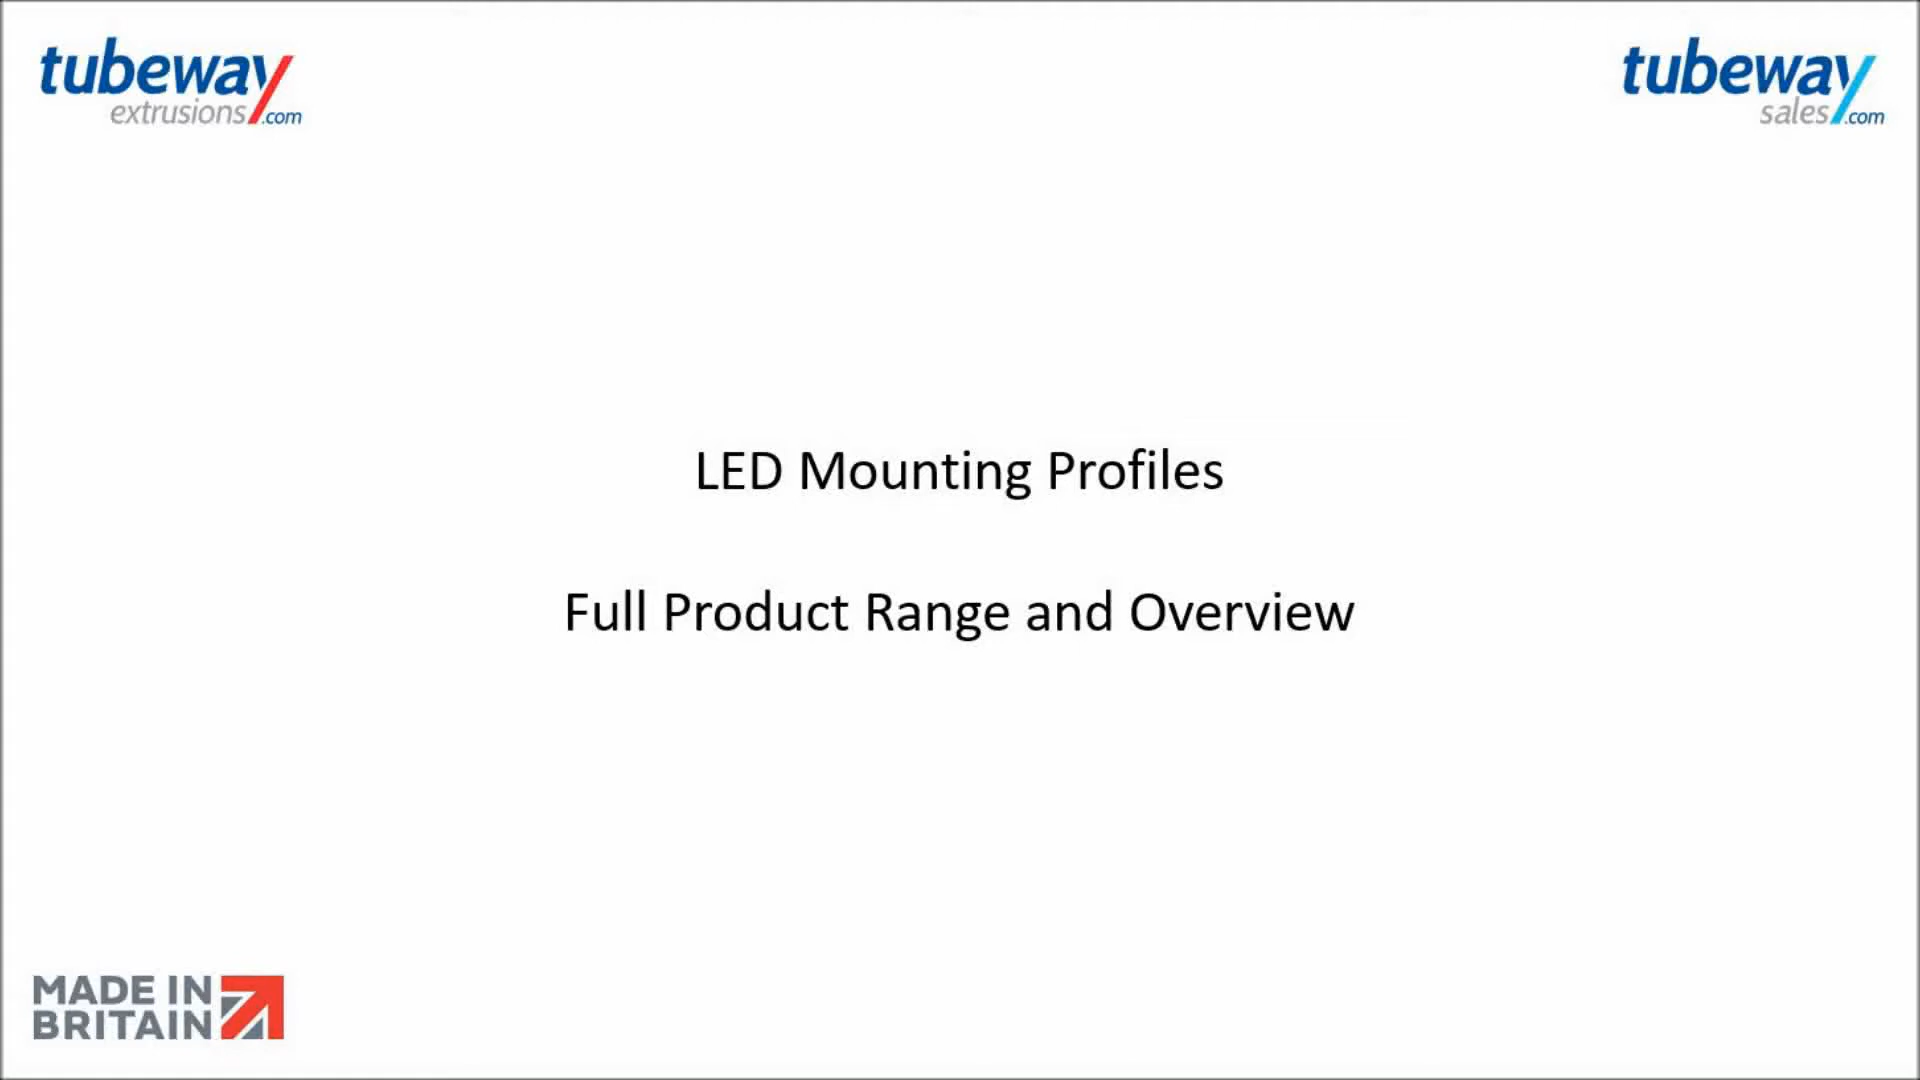 tubeway
extrusions .com
tubeway
sales .com
LED Mounting Profiles
Full Product Range and Overview
MADE IN
BRITAIN